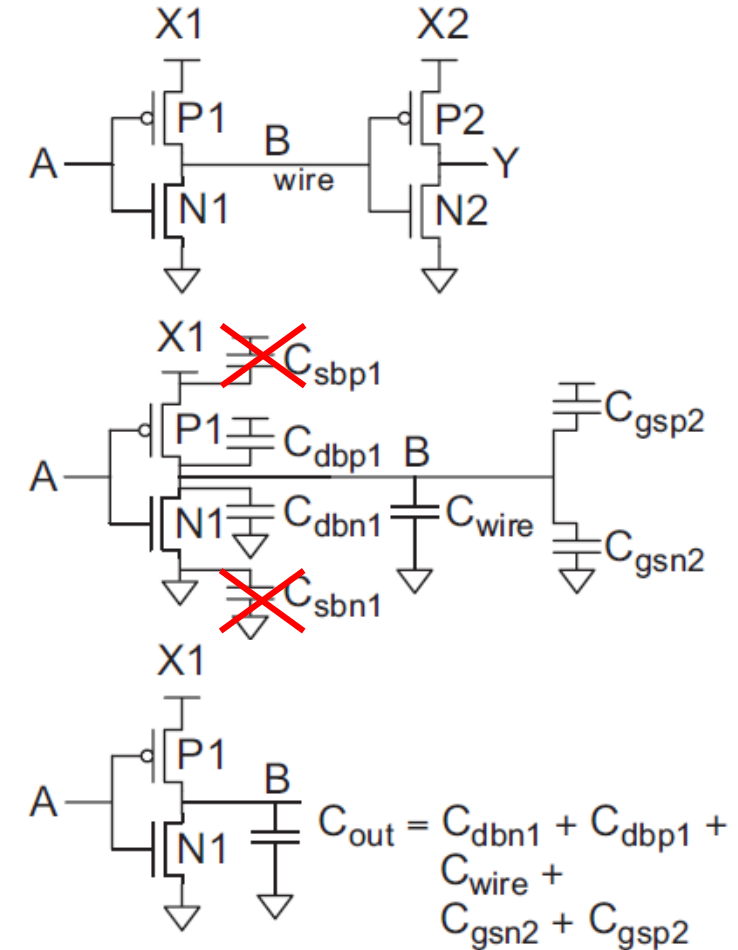 X1 X2
P1 P2
A B Y
wire
N1 N2
X1 Csbp1
P1 Cdbp1 Cgsp2
A B
N1 Cdbn1 Cwire Cgsn2
Csbn1
X1
P1
A B
N1 Cout = Cdbn1 + Cdbp1 +
Cwire +
Cgsn2 + Cgsp2